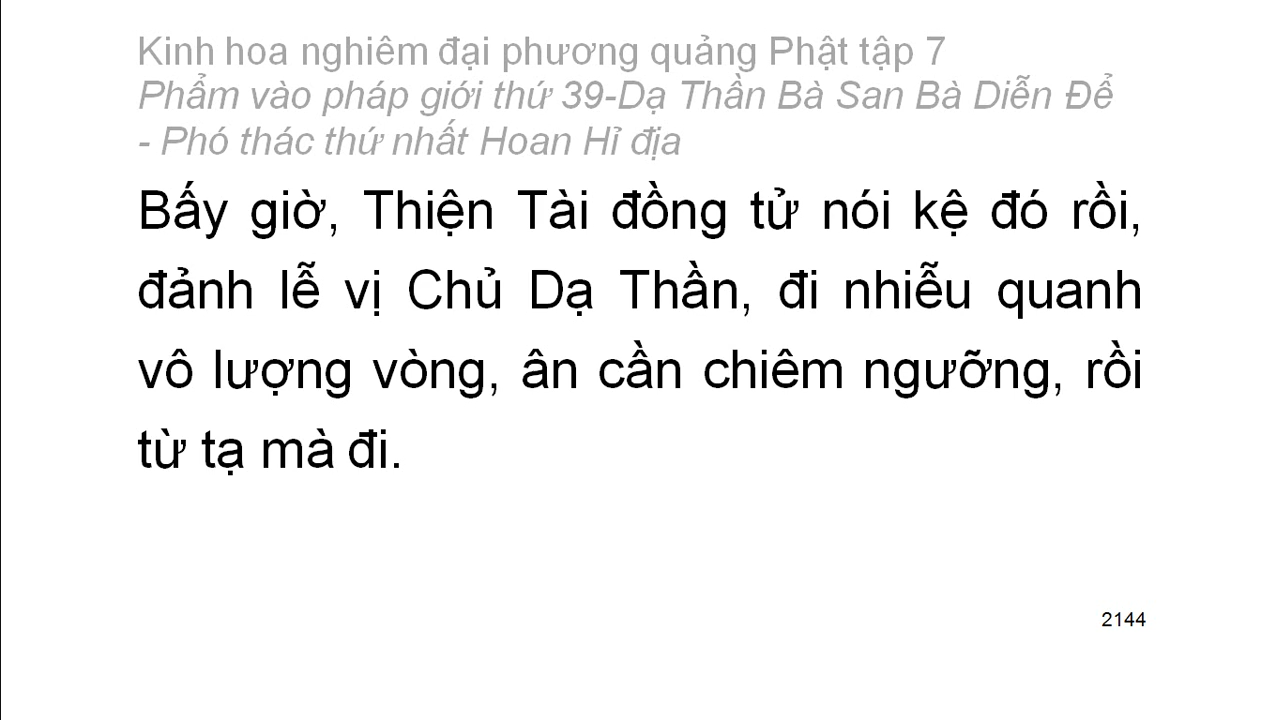 Kinh hoa nghiêm đại phương quảng Phật tập 7
Phẩm vào pháp giới thứ 39-Dạ Thần Bà San Bà Diễn Để
- Phó thác thứ nhất Hoan Hỉ địa
Bấy giờ, Thiện Tài đồng tử nói kệ đó rồi,
đảnh lễ vị Chủ Dạ Thần, đi nhiễu quanh
vô lượng vòng, ân cần chiêm ngưỡng, rồi
từ tạ mà đi.
2144